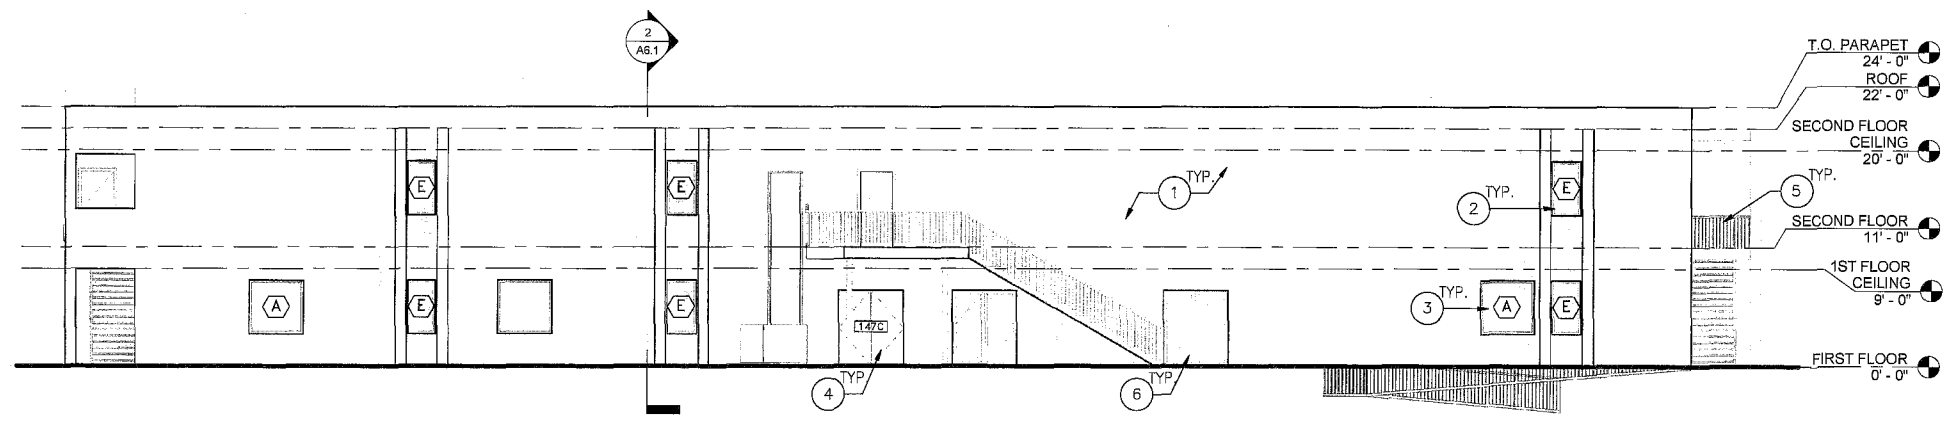 2
A6.1
T.O. PARAPET
24' - 0"
ROOF
22' - 0"
SECOND FLOOR
CEILING
20' - 0"
TYP.
1
TYP.
2
TYP.
5
E
E
E
SECOND FLOOR
11' - 0"
1ST FLOOR
CEILING
9' - 0"
A
E
E
147C
TYP.
3
A
E
FIRST FLOOR
0' - 0"
TYP.
4
TYP.
6